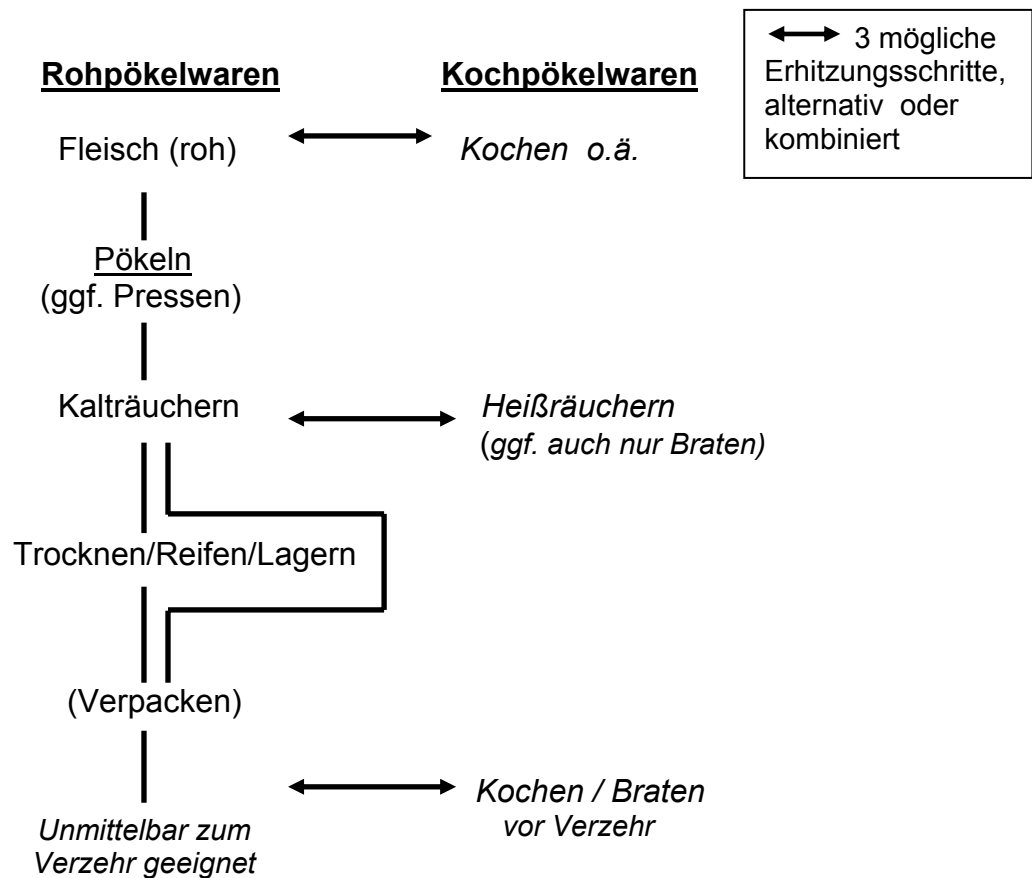 Rohpökelwaren
Kochpökelwaren
3 mögliche
Erhitzungsschritte,
alternativ oder
kombiniert
Fleisch (roh)
Kochen o.ä.
Pökeln
(ggf. Pressen)
Kalträuchern
Heißräuchern
(ggf. auch nur Braten)
Trocknen/Reifen/Lagern
(Verpacken)
Kochen / Braten
vor Verzehr
Unmittelbar zum
Verzehr geeignet